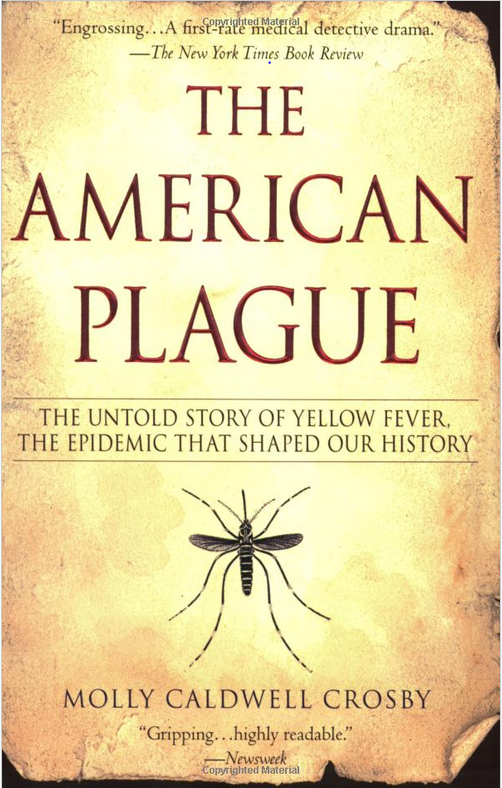 Copyrighted Material
“Engrossing...A first-rate medical detective drama.”
—The New York Times Book Review
THE
AMERICAN
PLAGUE
THE UNTOLD STORY OF YELLOW FEVER,
THE EPIDEMIC THAT SHAPED OUR HISTORY
MOLLY CALDWELL CROSBY
“Gripping...highly readable.”
—Newsweek
Copyrighted Material